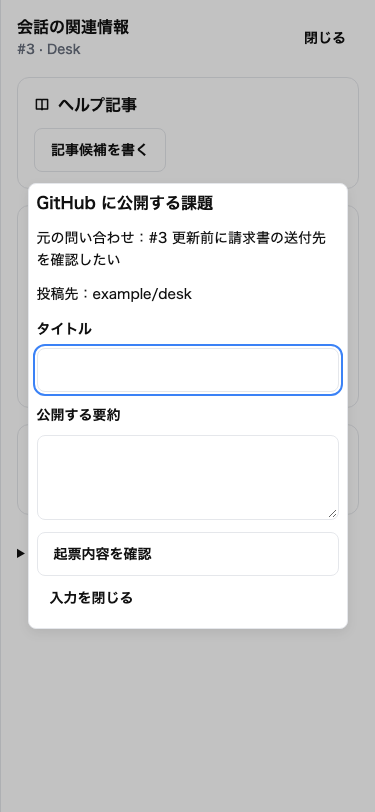 会話の関連情報
#3 · Desk
閉じる
ヘルプ記事
記事候補を書く
GitHub に公開する課題
元の問い合わせ：#3 更新前に請求書の送付先
を確認したい
投稿先：example/desk
タイトル
公開する要約
起票内容を確認
入力を閉じる